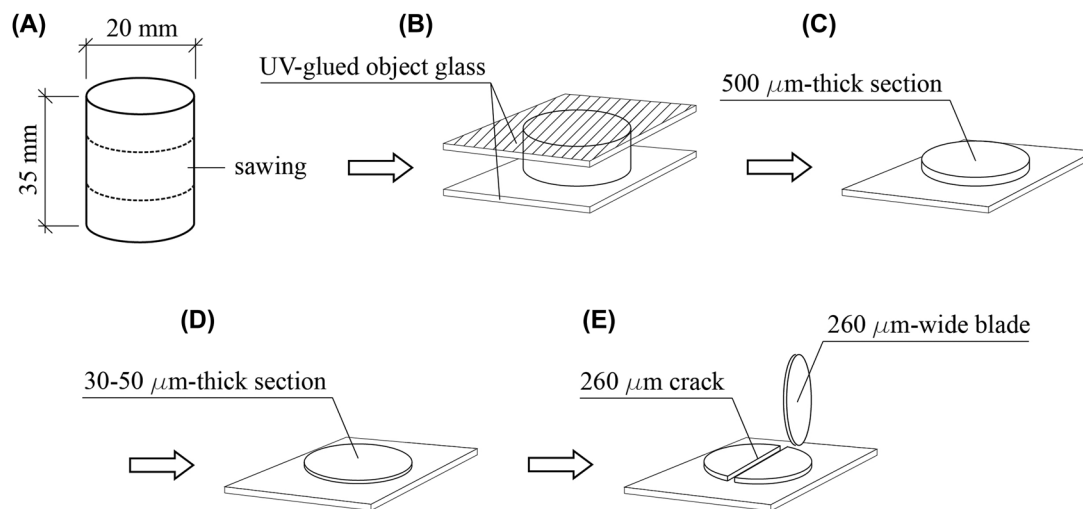 (A)
20 mm
35 mm
sawing
(B)
UV-glued object glass
(C)
500 μm-thick section
(D)
30-50 μm-thick section
(E)
260 μm crack
260 μm-wide blade